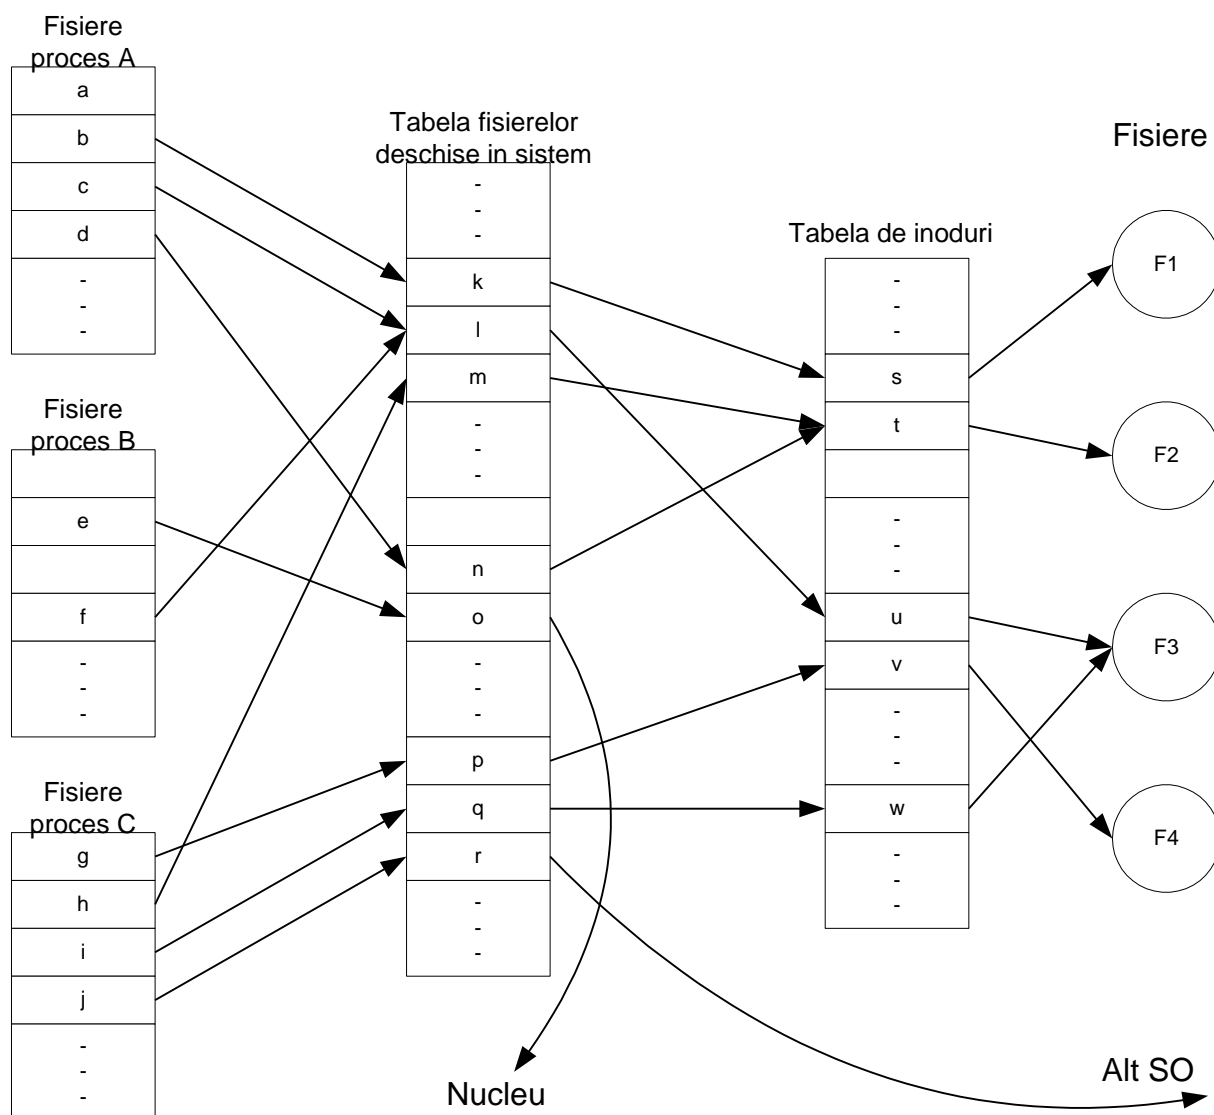 Fisiere
proces A
a
b
c
d
-
-
-
Fisiere
proces B
e
f
-
-
-
Fisiere
proces C
g
h
i
j
-
-
-
Tabela fisierelor
deschise in sistem
-
-
-
k
l
m
-
-
-
n
o
-
-
-
p
q
r
-
-
-
Nucleu
Tabela de inoduri
-
-
-
s
t
-
-
-
u
v
-
-
-
w
-
-
-
Fisiere
F1
F2
F3
F4
Alt SO